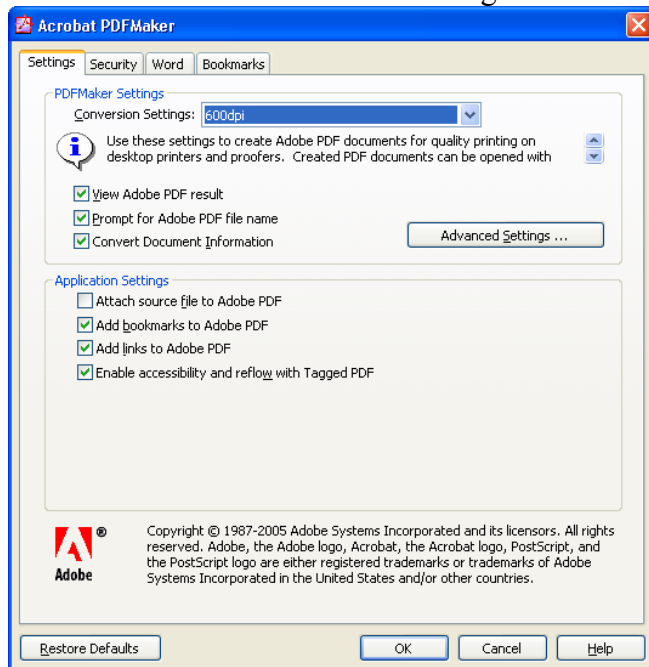 Acrobat PDFMaker
Settings Security Word Bookmarks
PDFMaker Settings
Conversion Settings: 600dpi
Use these settings to create Adobe PDF documents for quality printing on
desktop printers and proofers. Created PDF documents can be opened with
View Adobe PDF result
Prompt for Adobe PDF file name
Convert Document Information
Advanced Settings ...
Application Settings
Attach source file to Adobe PDF
Add bookmarks to Adobe PDF
Add links to Adobe PDF
Enable accessibility and reflow with Tagged PDF
Adobe
Copyright © 1987-2005 Adobe Systems Incorporated and its licensors. All rights
reserved. Adobe, the Adobe logo, Acrobat, the Acrobat logo, PostScript, and
the PostScript logo are either registered trademarks or trademarks of Adobe
Systems Incorporated in the United States and/or other countries.
Restore Defaults OK Cancel Help